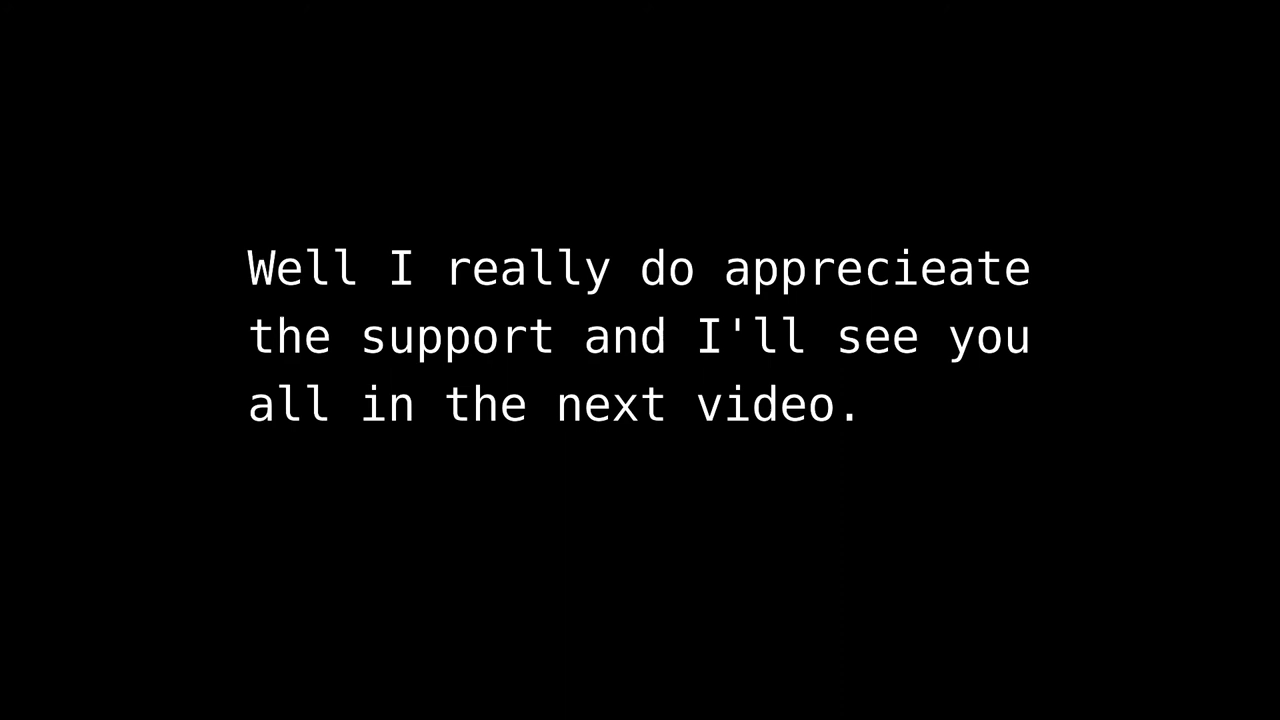 Well I really do apprecieate
the support and I'll see you
all in the next video.